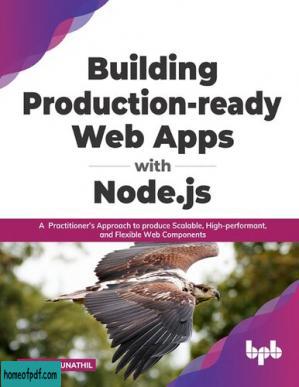 Building
Production-ready
Web Apps
with
Node.js
A Practitioner's Approach to produce Scalable, High-performant,
and Flexible Web Components
UNATHIL
bpb
homeofpdf.com